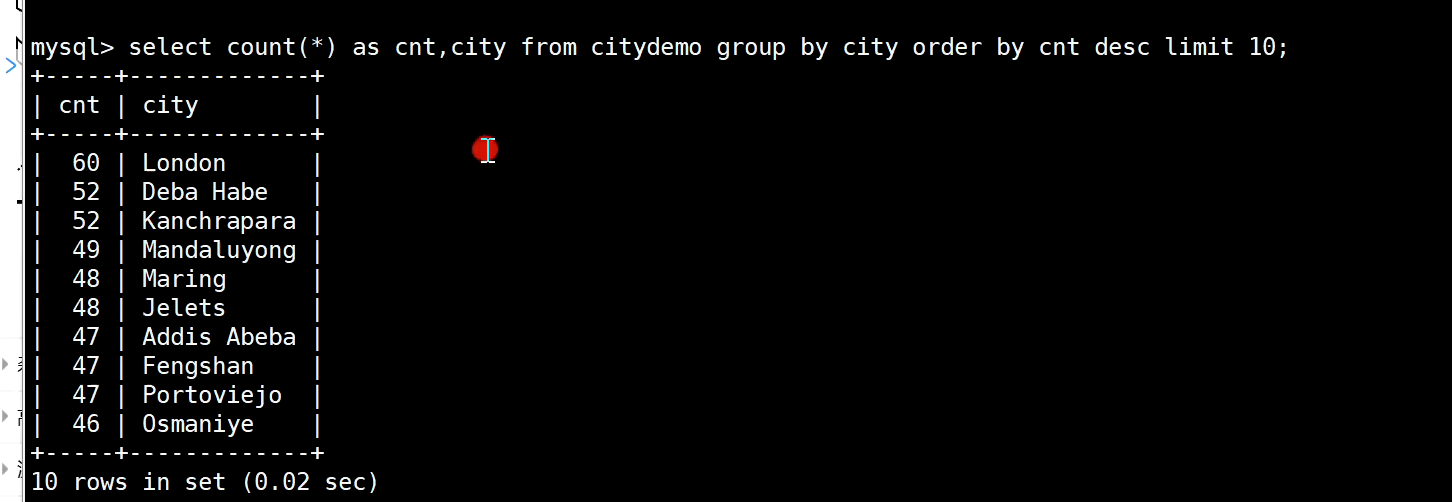 mysql> select count(*) as cnt,city from citydemo group by city order by cnt desc limit 10;
+-----+-------------+
| cnt | city        |
+-----+-------------+
|  60 | London      |
|  52 | Deba Habe   |
|  52 | Kanchrapara |
|  49 | Mandaluyong |
|  48 | Maring      |
|  48 | Jelets      |
|  47 | Addis Abeba |
|  47 | Fengshan    |
|  47 | Portoviejo  |
|  46 | Osmaniye    |
+-----+-------------+
10 rows in set (0.02 sec)